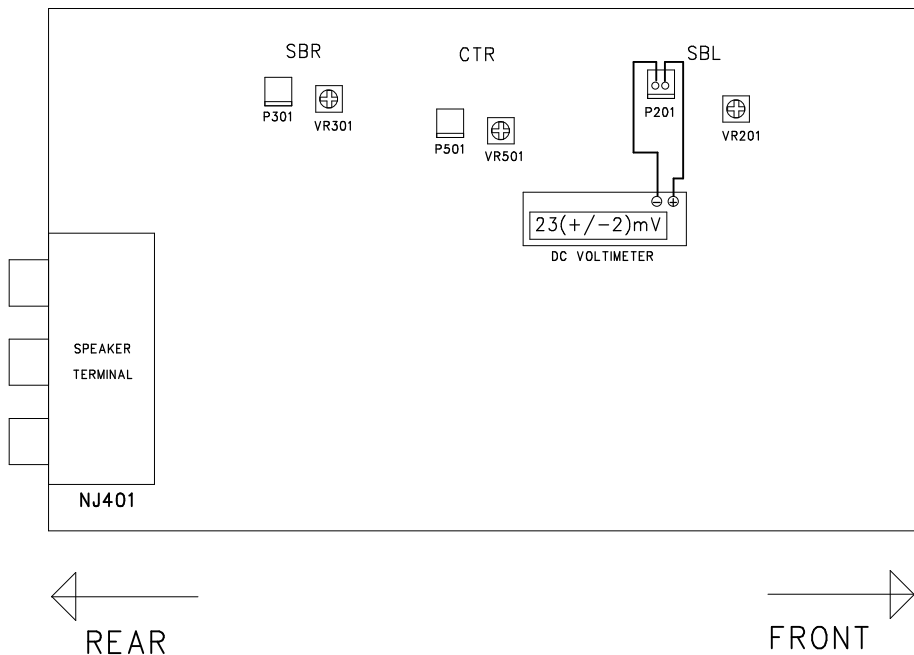 SBR
CTR
SBL
P301
VR301
P501
VR501
P201
VR201
23(+/-2)mV
DC VOLTIMETER
SPEAKER
TERMINAL
NJ401
REAR
FRONT